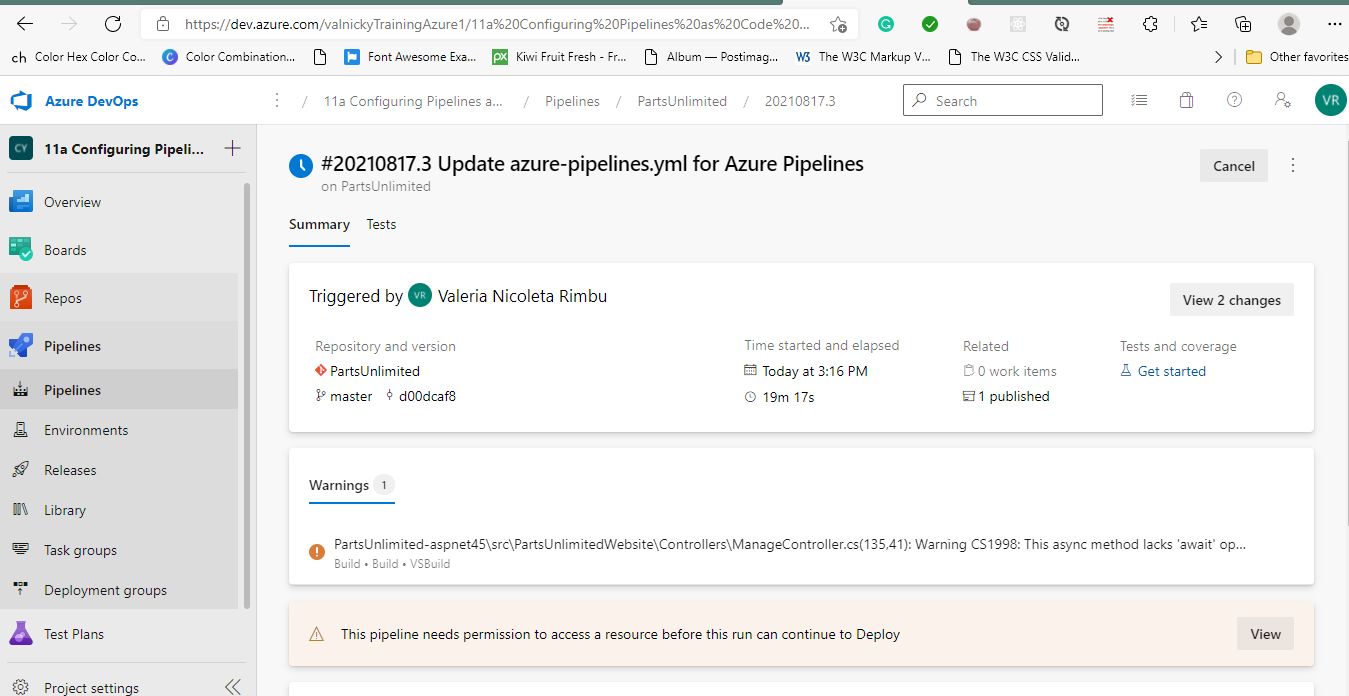 https://dev.azure.com/valnickyTrainingAzure1/11a%20Configuring%20Pipelines%20as%20Code%20...
ch Color Hex Color Co... C Color Combination... Font Awesome Exa... px Kiwi Fruit Fresh - Fr... Album — Postimag... W3 The W3C Markup V... The W3C CSS Valid... Other favorites
Azure DevOps / 11a Configuring Pipelines a... / Pipelines / PartsUnlimited / 20210817.3 Search VR
CY 11a Configuring Pipeli...
Overview
Boards
Repos
Pipelines
Pipelines
Environments
Releases
Library
Task groups
Deployment groups
Test Plans
Project settings
#20210817.3 Update azure-pipelines.yml for Azure Pipelines
on PartsUnlimited
Cancel
Summary Tests
Triggered by VR Valeria Nicoleta Rimbu
View 2 changes
Repository and version
PartsUnlimited
master d00dcaf8
Time started and elapsed
Today at 3:16 PM
19m 17s
Related
0 work items
1 published
Tests and coverage
Get started
Warnings 1
PartsUnlimited-aspnet45\src\PartsUnlimitedWebsite\Controllers\ManageController.cs(135,41): Warning CS1998: This async method lacks 'await' op...
Build • Build • VSBuild
This pipeline needs permission to access a resource before this run can continue to Deploy
View